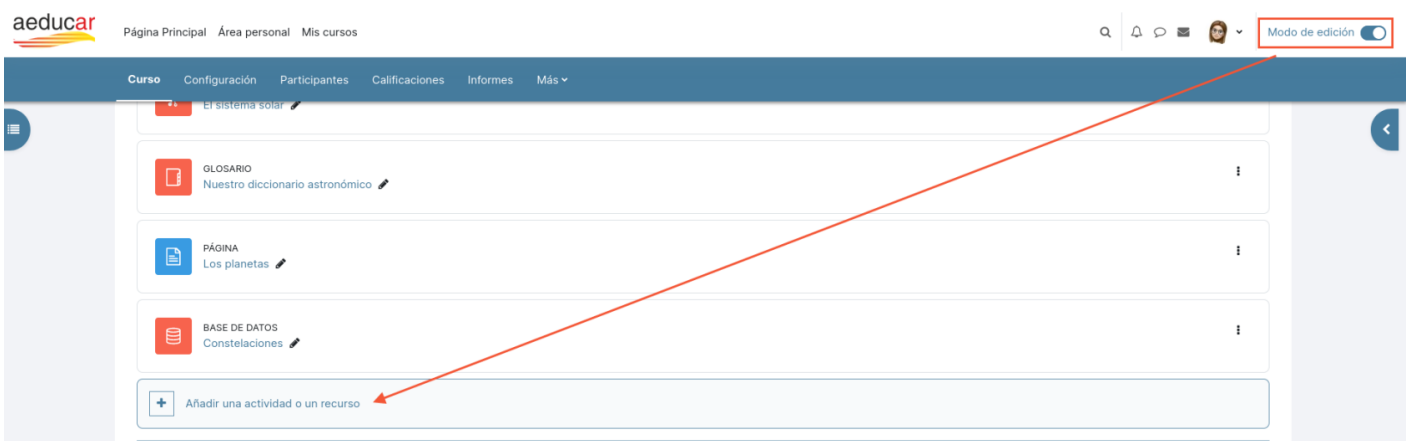 aeducar
Página Principal Área personal Mis cursos
Modo de edición
Curso Configuración Participantes Calificaciones Informes Más
El sistema solar
GLOSARIO
Nuestro diccionario astronómico
PÁGINA
Los planetas
BASE DE DATOS
Constelaciones
Añadir una actividad o un recurso